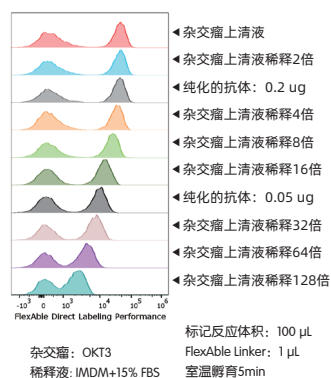 杂交瘤上清液
杂交瘤上清液稀释2倍
纯化的抗体：0.2 ug
杂交瘤上清液稀释4倍
杂交瘤上清液稀释8倍
杂交瘤上清液稀释16倍
纯化的抗体：0.05 ug
杂交瘤上清液稀释32倍
杂交瘤上清液稀释64倍
杂交瘤上清液稀释128倍
-10³ 0 10³ 10⁴ 10⁵ 10⁶
FlexAble Direct Labeling Performance
标记反应体积：100 μL
杂交瘤：OKT3
FlexAble Linker：1 μL
稀释液: IMDM+15% FBS
室温孵育5min